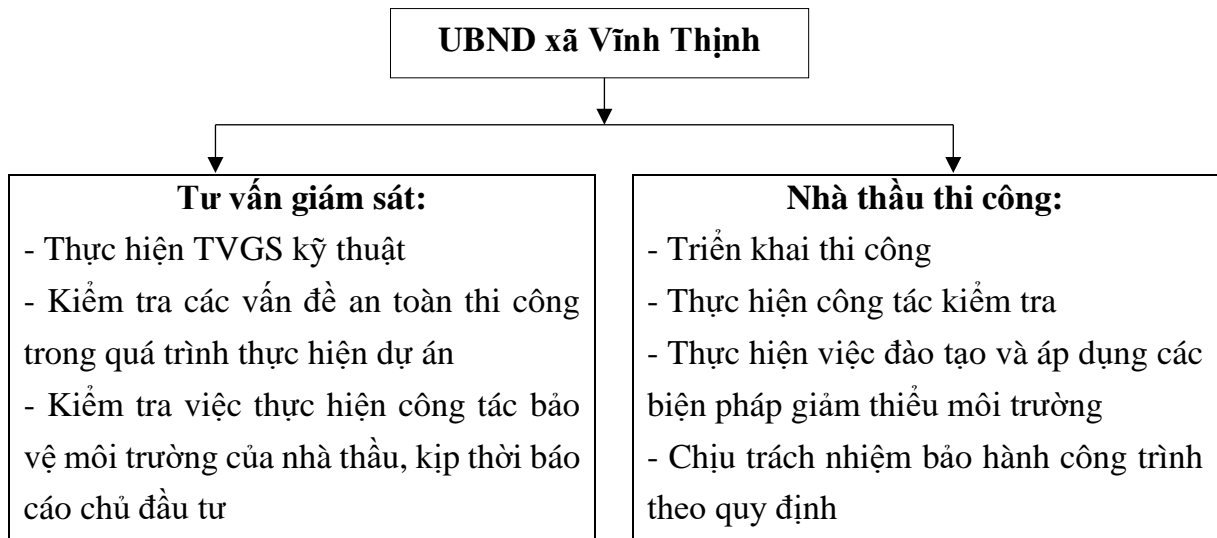 UBND xã Vĩnh Thịnh
Tư vấn giám sát:
- Thực hiện TVGS kỹ thuật
- Kiểm tra các vấn đề an toàn thi công
trong quá trình thực hiện dự án
- Kiểm tra việc thực hiện công tác bảo
vệ môi trường của nhà thầu, kịp thời báo
cáo chủ đầu tư
Nhà thầu thi công:
- Triển khai thi công
- Thực hiện công tác kiểm tra
- Thực hiện việc đào tạo và áp dụng các
biện pháp giảm thiểu môi trường
- Chịu trách nhiệm bảo hành công trình
theo quy định